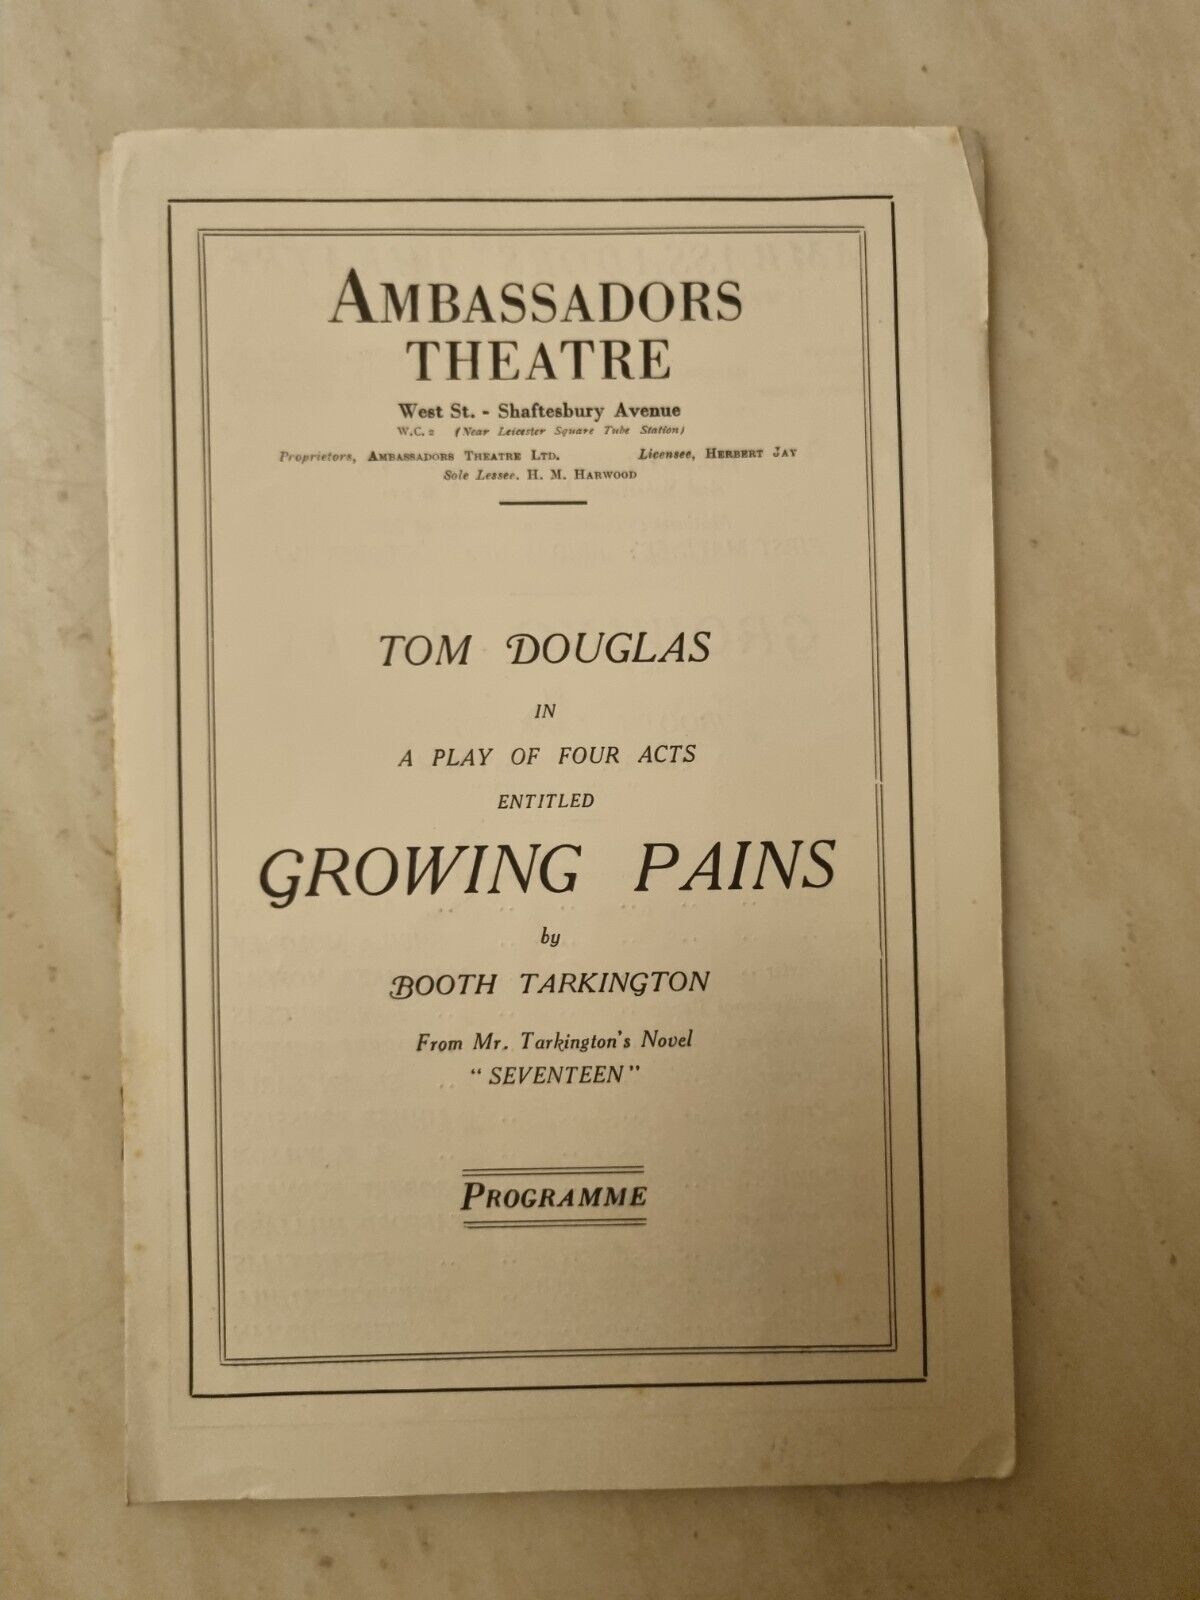 AMBASSADORS
THEATRE
West St. - Shaftesbury Avenue
W.C.2 (Near Leicester Square Tube Station)
Proprietors, AMBASSADORS THEATRE LTD. Licensee, HERBERT JAY
Sole Lessee. H. M. HARWOOD
TOM DOUGLAS
IN
A PLAY OF FOUR ACTS
ENTITLED
GROWING PAINS
by
BOOTH TARKINGTON
From Mr. Tarkington's Novel
"SEVENTEEN"
PROGRAMME